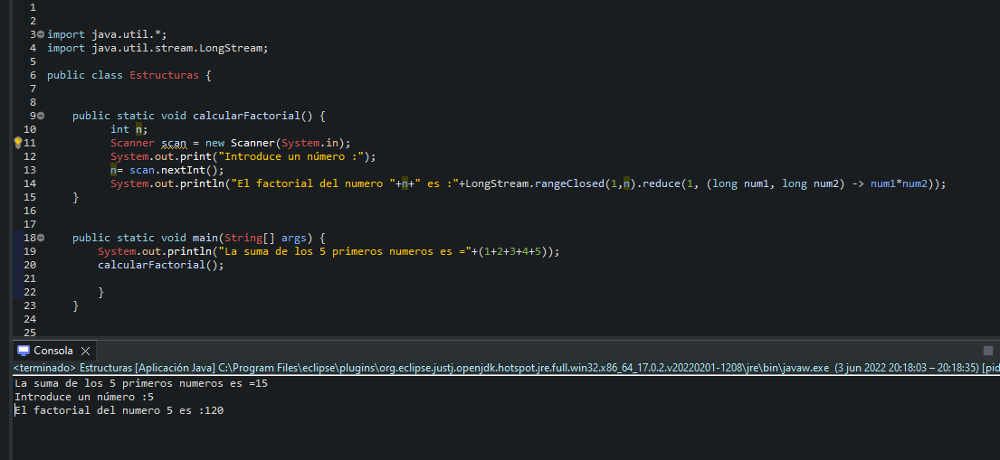 1
2
3 import java.util.*;
4 import java.util.stream.LongStream;
5
6 public class Estructuras {
7
8
9 public static void calcularFactorial() {
10 int n;
11 Scanner scan = new Scanner(System.in);
12 System.out.print("Introduce un número :");
13 n= scan.nextInt();
14 System.out.println("El factorial del numero "+n+" es :"+LongStream.rangeClosed(1,n).reduce(1, (long num1, long num2) -> num1*num2));
15 }
16
17
18 public static void main(String[] args) {
19 System.out.println("La suma de los 5 primeros numeros es ="+(1+2+3+4+5));
20 calcularFactorial();
21
22 }
23 }
24
25
Consola
<terminado> Estructuras [Aplicación Java] C:\Program Files\eclipse\plugins\org.eclipse.justj.openjdk.hotspot.jre.full.win32.x86_64_17.0.2.v20220201-1208\jre\bin\javaw.exe (3 jun 2022 20:18:03 – 20:18:35) [pid
La suma de los 5 primeros numeros es =15
Introduce un número :5
El factorial del numero 5 es :120